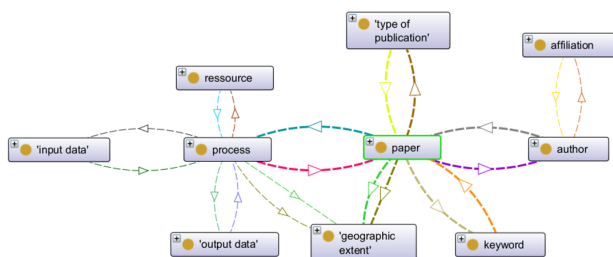 'type of
publication'
affiliation
ressource
'input data'
process
paper
author
'output data'
'geographic
extent'
keyword